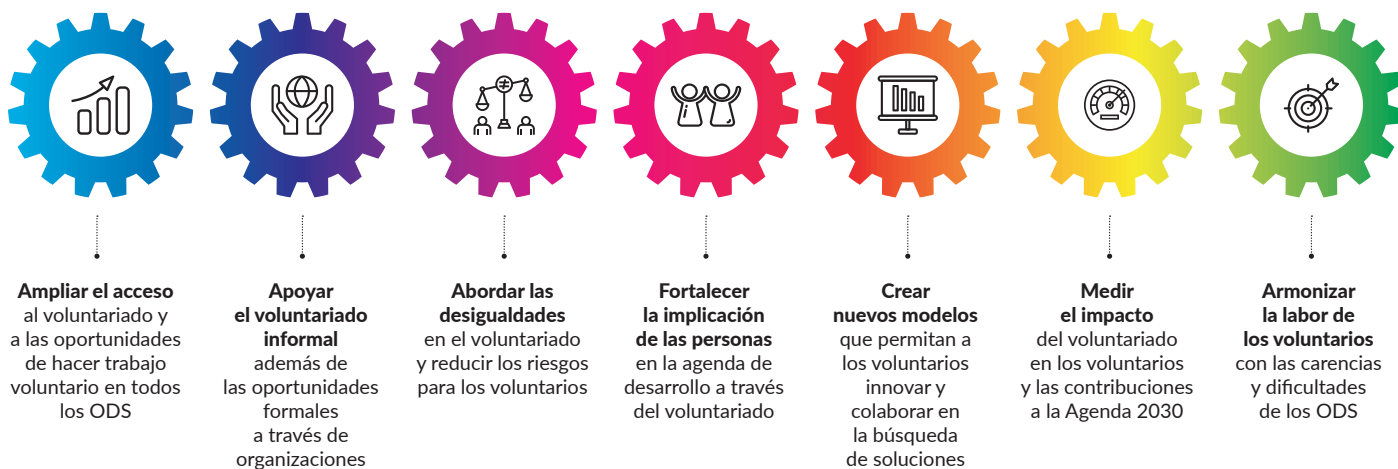 Ampliar el acceso
al voluntariado y
a las oportunidades
de hacer trabajo
voluntario en todos
los ODS
Apoyar
el voluntariado
informal
además de
las oportunidades
formales
a través de
organizaciones
Abordar las
desigualdades
en el voluntariado
y reducir los riesgos
para los voluntarios
Fortalecer
la implicación
de las personas
en la agenda de
desarrollo a través
del voluntariado
Crear
nuevos modelos
que permitan a
los voluntarios
innovar y
colaborar en
la búsqueda
de soluciones
Medir
el impacto
del voluntariado
en los voluntarios
y las contribuciones
a la Agenda 2030
Armonizar
la labor de
los voluntarios
con las carencias
y dificultades
de los ODS